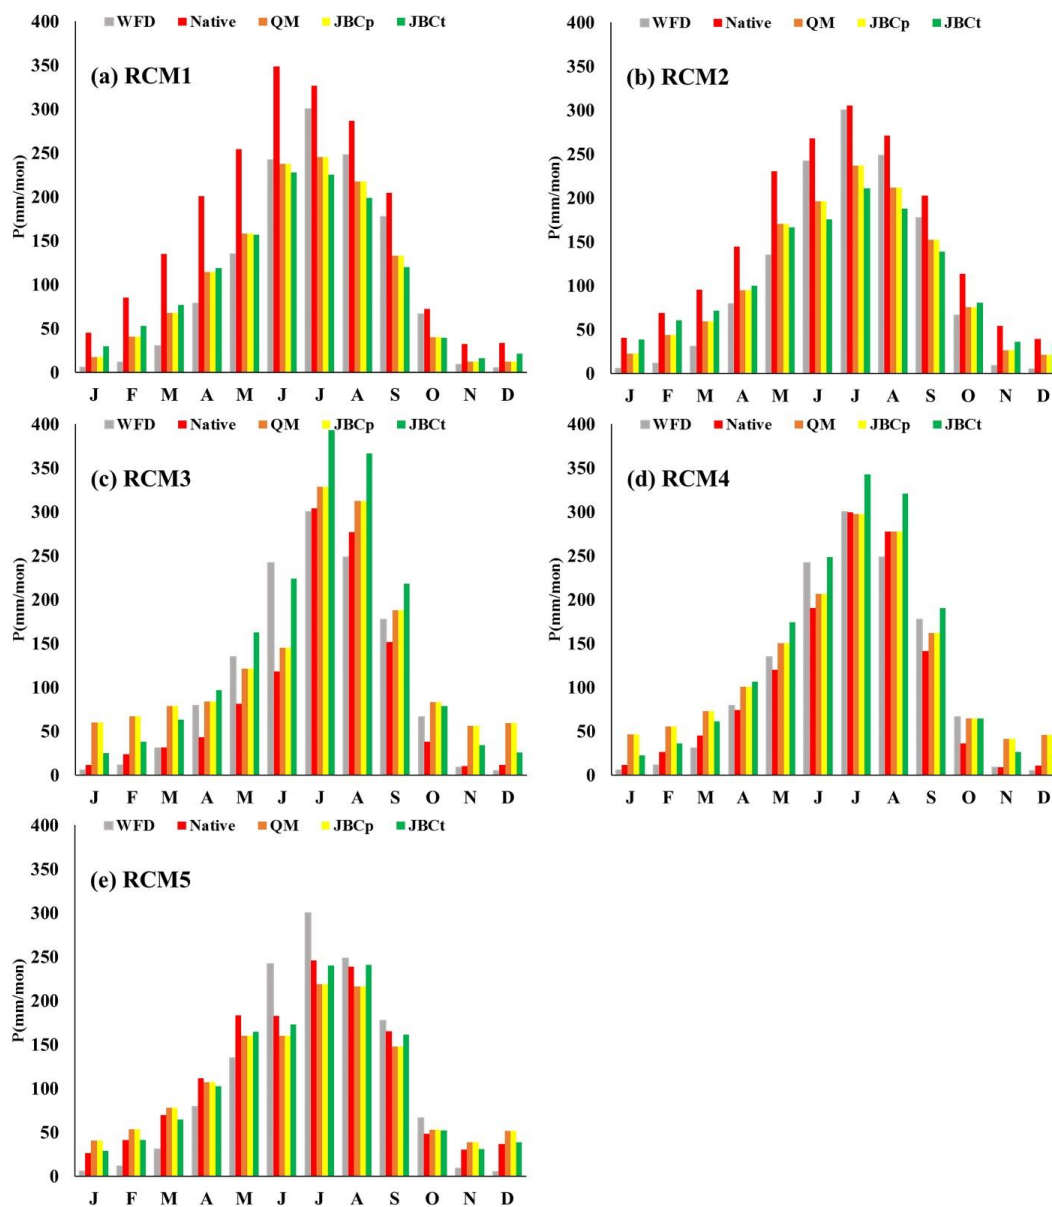 WFD Native QM JBCp JBCt
(a) RCM1
P(mm/mon)
400
350
300
250
200
150
100
50
0
J F M A M J J A S O N D
WFD Native QM JBCp JBCt
(b) RCM2
P(mm/mon)
400
350
300
250
200
150
100
50
0
J F M A M J J A S O N D
WFD Native QM JBCp JBCt
(c) RCM3
P(mm/mon)
400
350
300
250
200
150
100
50
0
J F M A M J J A S O N D
WFD Native QM JBCp JBCt
(d) RCM4
P(mm/mon)
400
350
300
250
200
150
100
50
0
J F M A M J J A S O N D
WFD Native QM JBCp JBCt
(e) RCM5
P(mm/mon)
400
350
300
250
200
150
100
50
0
J F M A M J J A S O N D